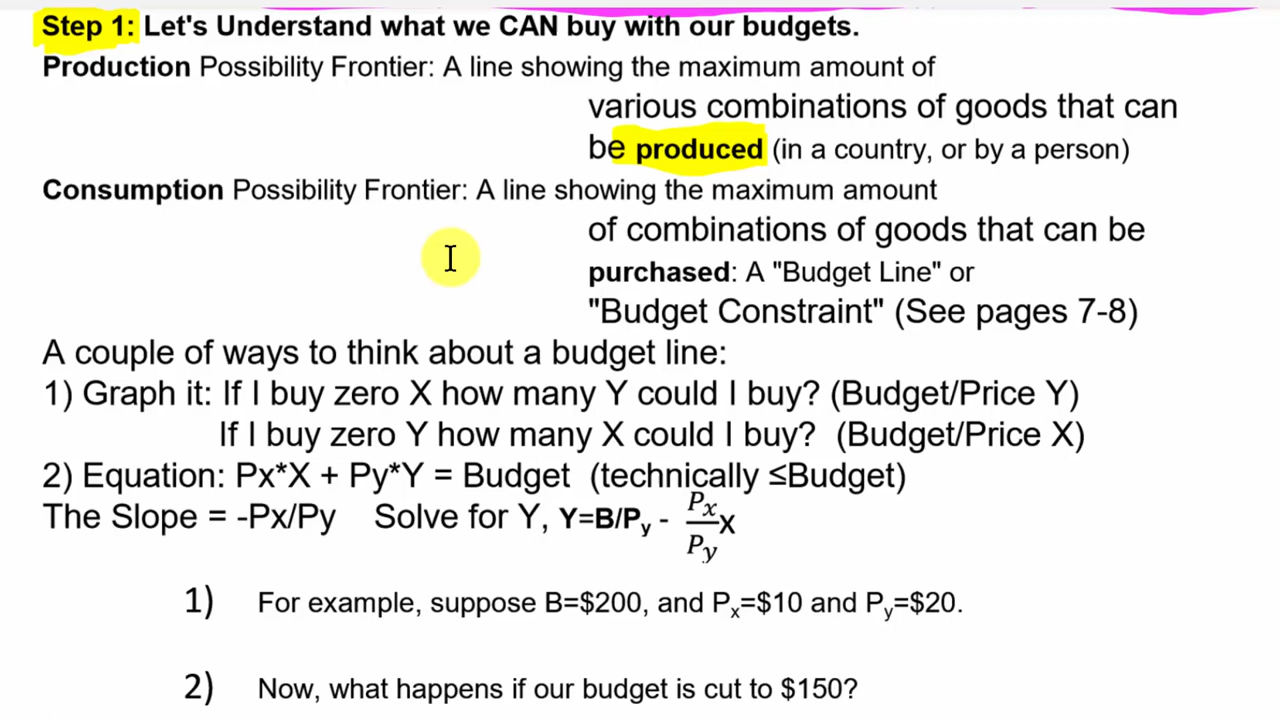 Step 1: Let's Understand what we CAN buy with our budgets.
Production Possibility Frontier: A line showing the maximum amount of
various combinations of goods that can
be produced (in a country, or by a person)
Consumption Possibility Frontier: A line showing the maximum amount
of combinations of goods that can be
purchased: A "Budget Line" or
"Budget Constraint" (See pages 7-8)
A couple of ways to think about a budget line:
1) Graph it: If I buy zero X how many Y could I buy? (Budget/Price Y)
If I buy zero Y how many X could I buy? (Budget/Price X)
2) Equation: Px*X + Py*Y = Budget (technically ≤Budget)
The Slope = -Px/Py Solve for Y, Y=B/Py - Px/Py X
1) For example, suppose B=$200, and Px=$10 and Py=$20.
2) Now, what happens if our budget is cut to $150?